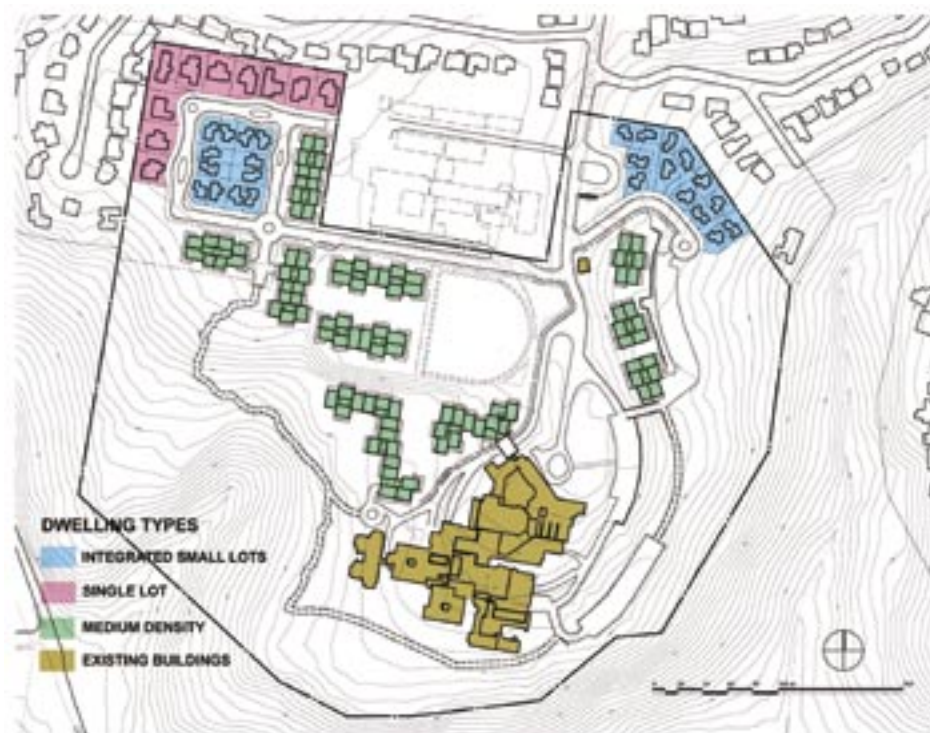 DWELLING TYPES
INTEGRATED SMALL LOTS
SINGLE LOT
MEDIUM DENSITY
EXISTING BUILDINGS